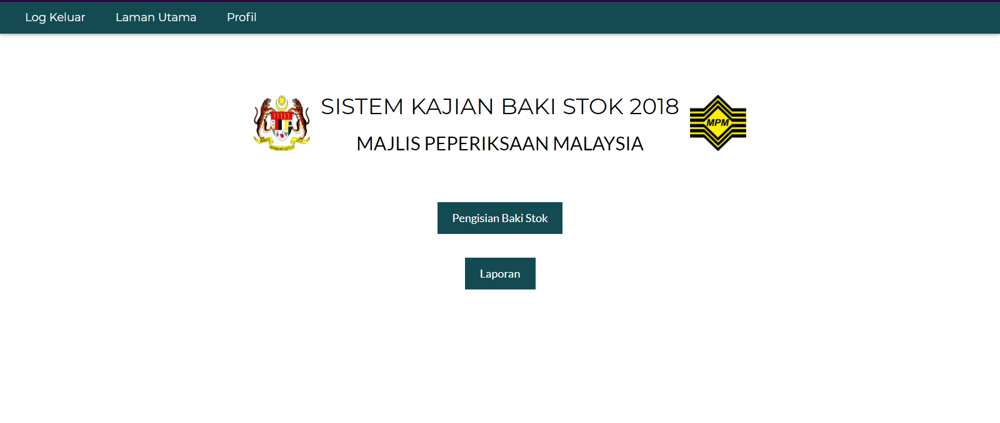 Log Keluar Laman Utama Profil
SISTEM KAJIAN BAKI STOK 2018
MPM
MAJLIS PEPERIKSAAN MALAYSIA
Pengisian Baki Stok
Laporan